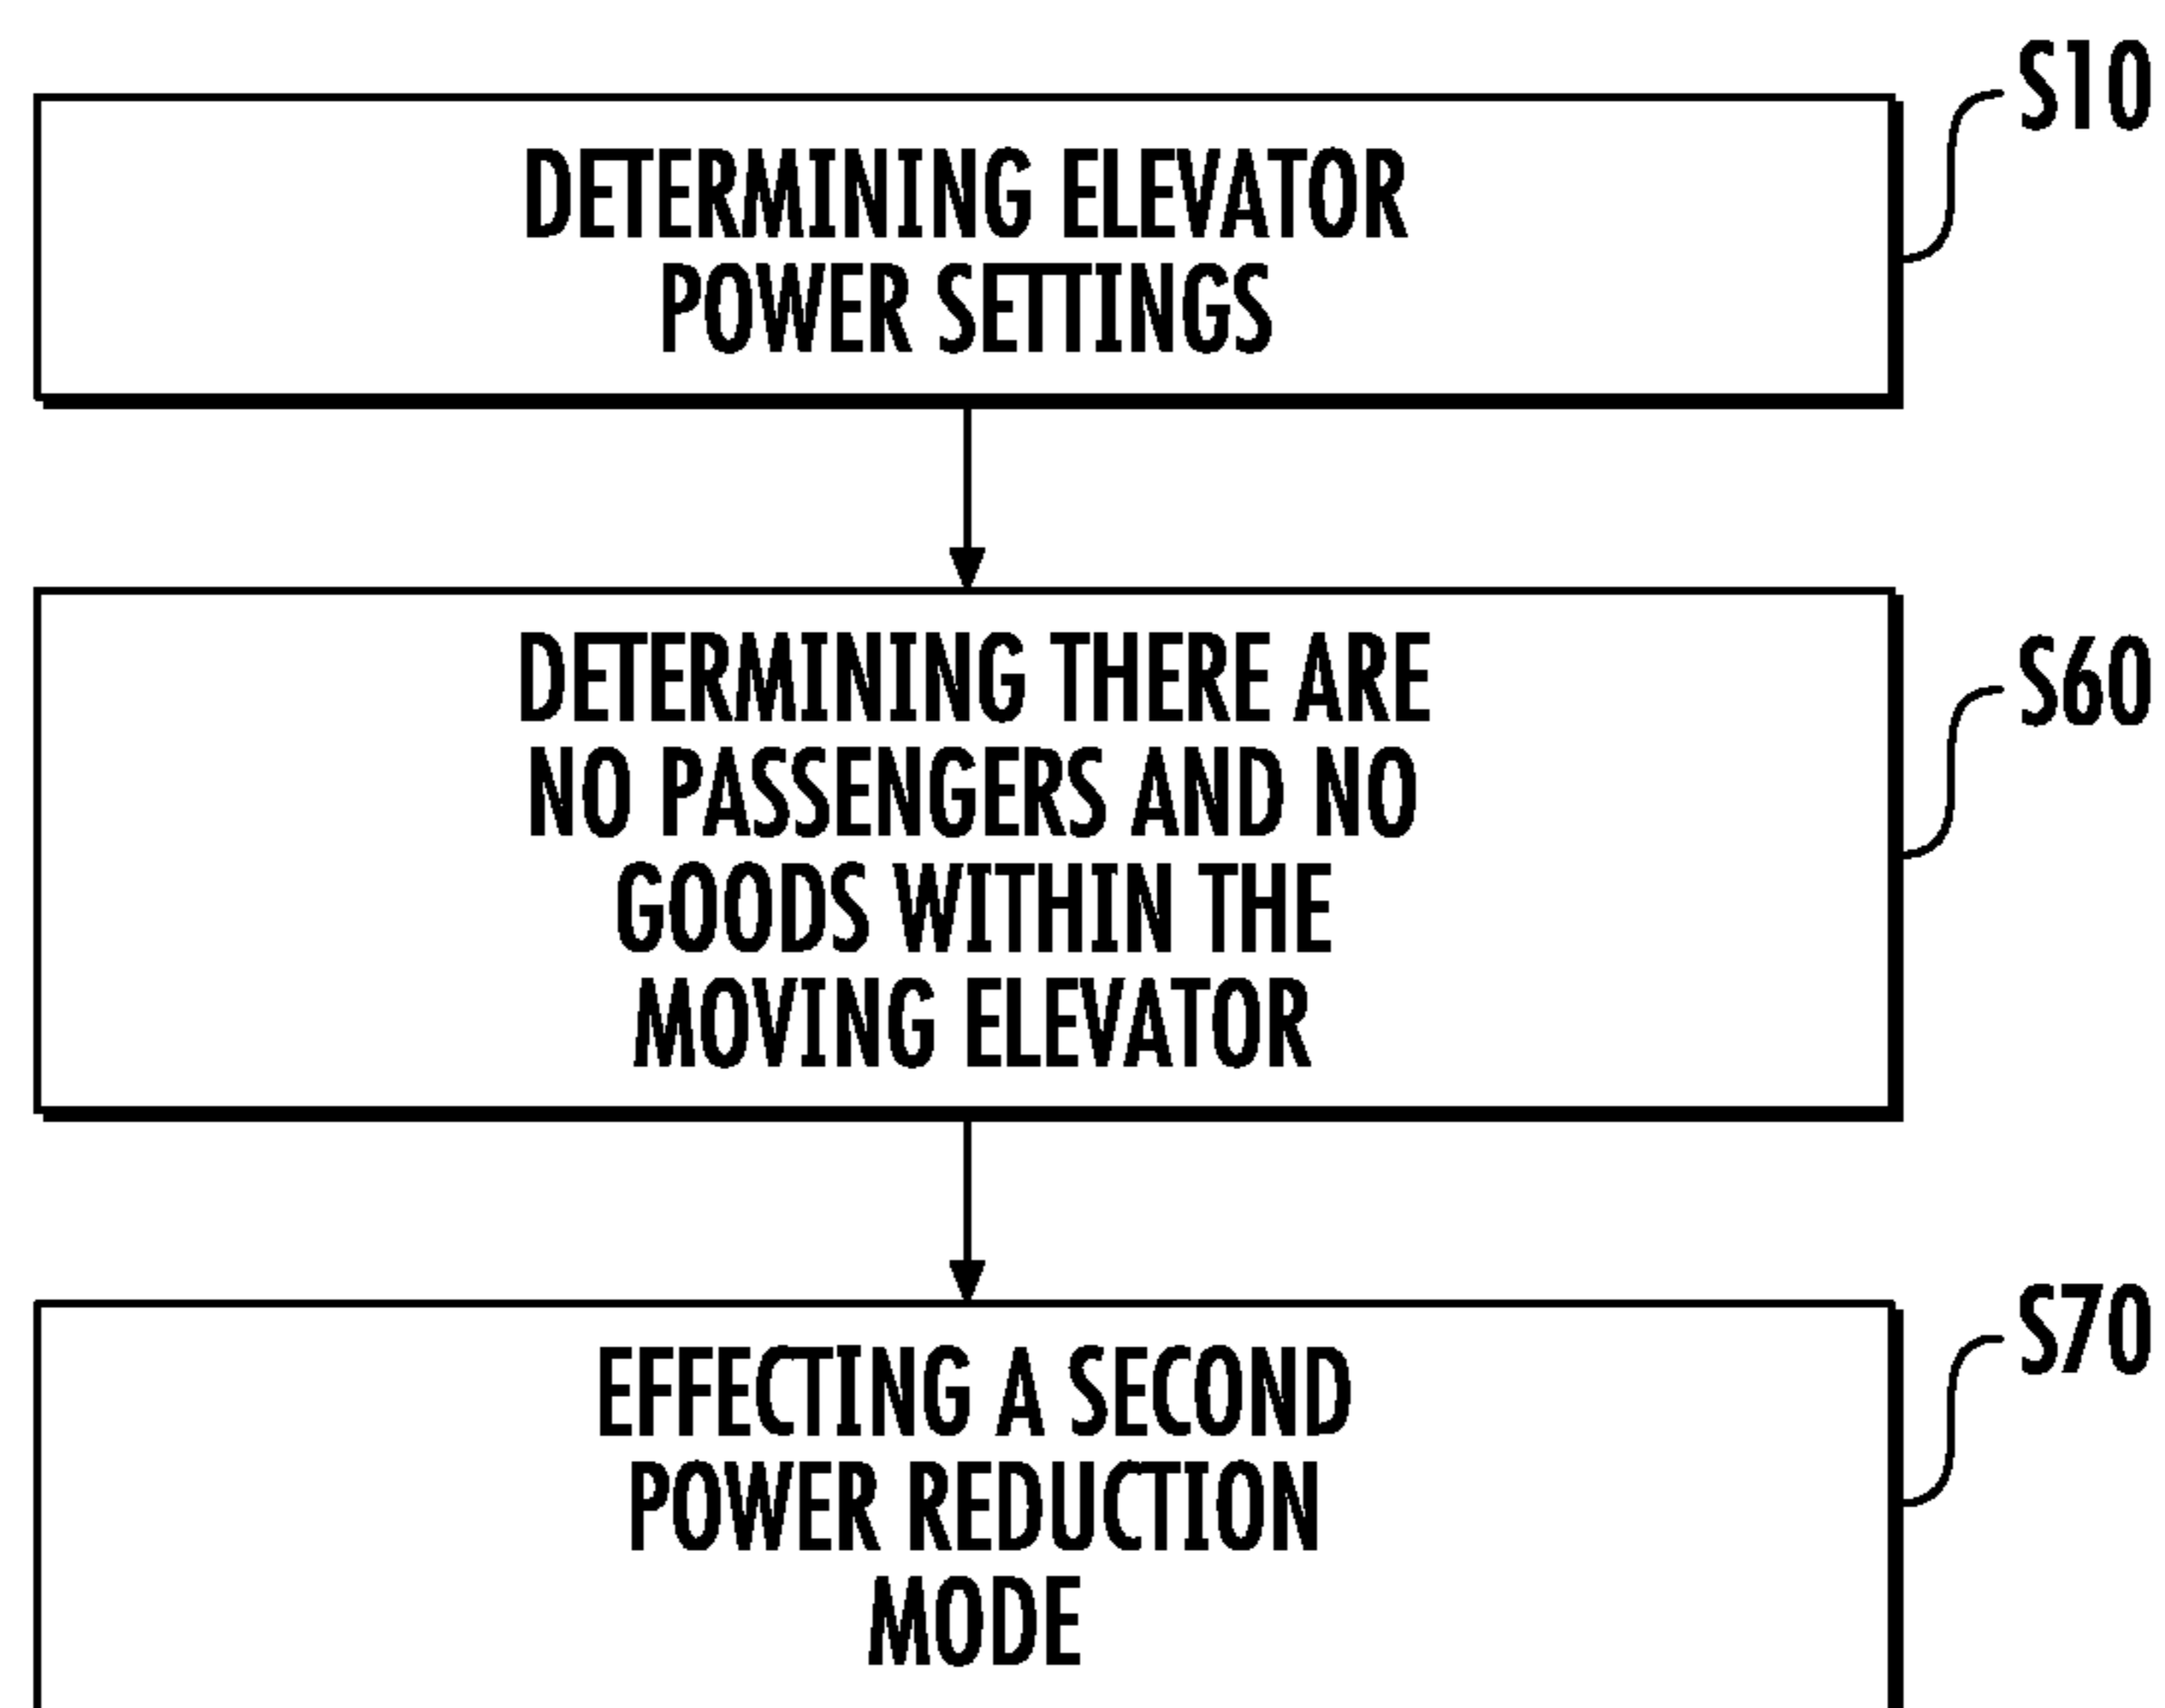 S10
DETERMINING ELEVATOR
POWER SETTINGS
S60
DETERMINING THERE ARE
NO PASSENGERS AND NO
GOODS WITHIN THE
MOVING ELEVATOR
S70
EFFECTING A SECOND
POWER REDUCTION
MODE